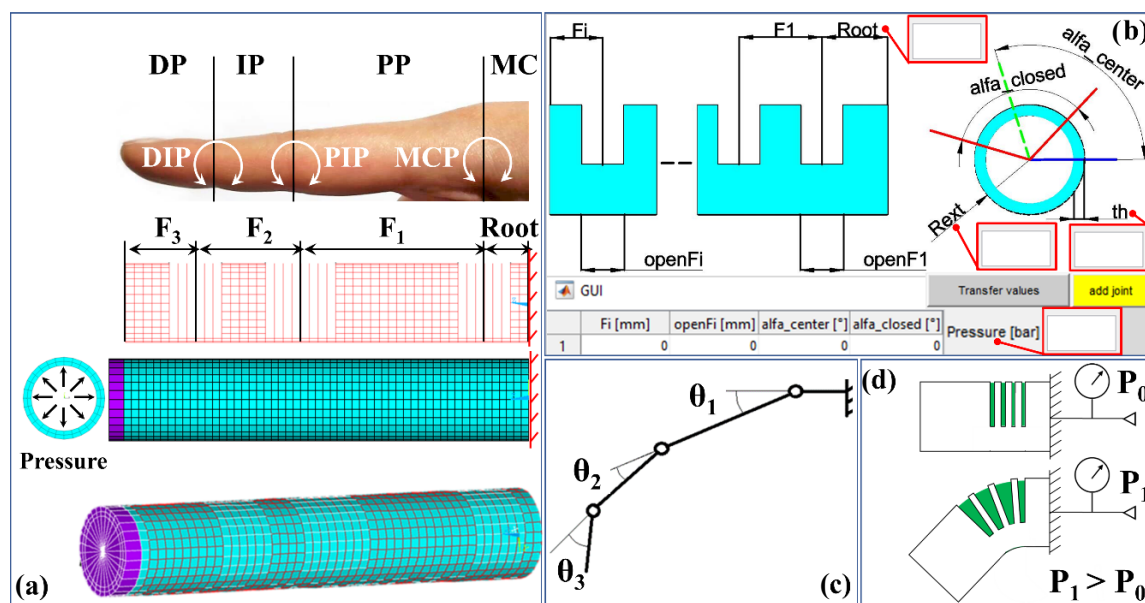 DP IP PP MC
DIP PIP MCP
F3 F2 F1 Root
Pressure
(a)
Fi F1 Root (b)
alfa_center
alfa_closed
Rext th
openFi openF1
GUI Transfer values add joint
Fi [mm] openFi [mm] alfa_center [°] alfa_closed [°] Pressure [bar]
1 0 0 0 0
θ1
θ2
θ3
(c)
(d)
P0
P1
P1 > P0